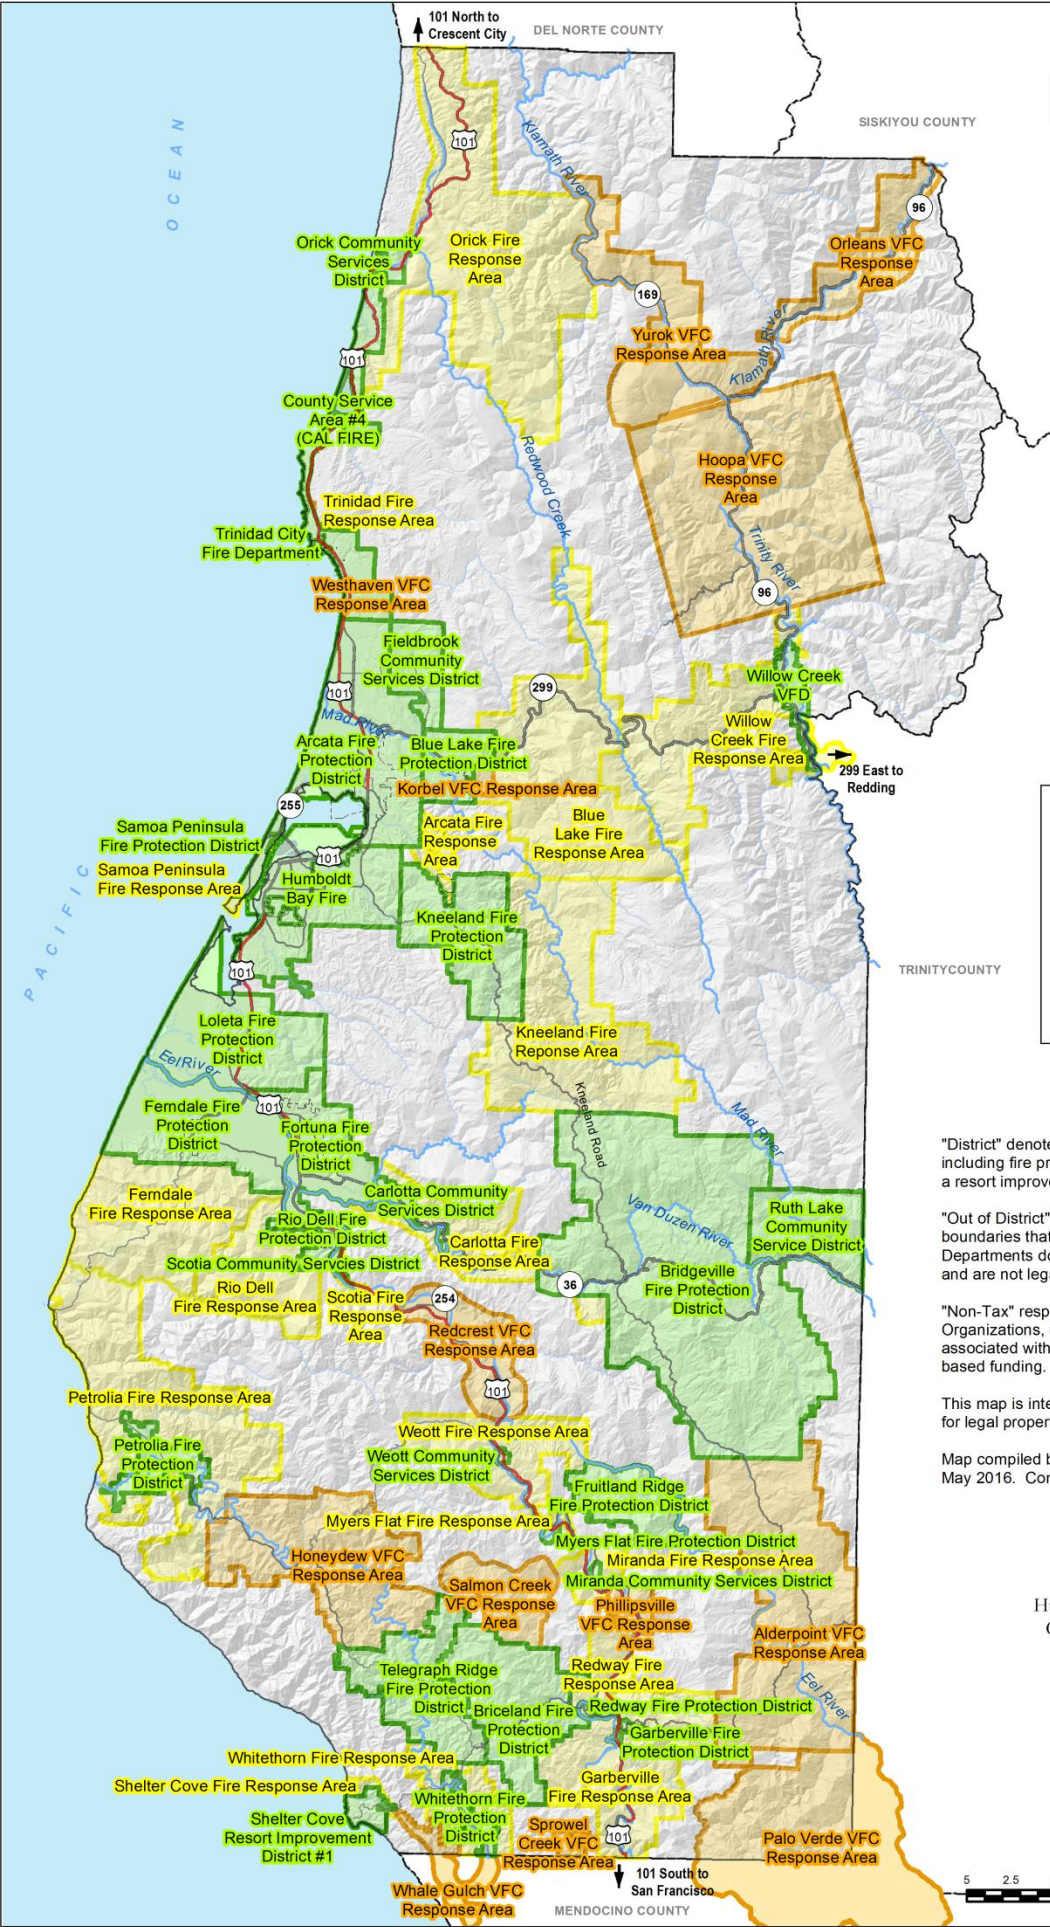 101 North to
Crescent City
DEL NORTE COUNTY
SISKIYOU COUNTY
OCEAN
101
Klamath River
96
Orick Community
Services
District
Orick Fire
Response
Area
Orleans VFC
Response
Area
169
Yurok VFC
Response Area
Klamath River
101
County Service
Area #4
(CAL FIRE)
Redwood Creek
Hoopa VFC
Response
Area
Trinidad Fire
Response Area
Trinidad City
Fire Department
Trinity River
Westhaven VFC
Response Area
96
Fieldbrook
Community
Services District
Willow Creek
VFD
299
101
Mad River
Arcata Fire
Protection
District
Blue Lake Fire
Protection District
Willow
Creek Fire
Response Area
299 East to
Redding
Korbel VFC Response Area
255
Arcata Fire
Response
Area
Blue
Lake Fire
Response Area
Samoa Peninsula
Fire Protection District
101
Samoa Peninsula
Fire Response Area
Humboldt
Bay Fire
PACIFIC
Kneeland Fire
Protection
District
101
TRINITYCOUNTY
Loleta Fire
Protection
District
Kneeland Fire
Reponse Area
EelRiver
Kneeland Road
101
Ferndale Fire
Protection
District
Fortuna Fire
Protection
District
Mad River
"District" denote
including fire pr
a resort improve
Ferndale
Fire Response Area
Carlotta Community
Services District
Van Duzen River
Ruth Lake
Community
Service District
"Out of District"
boundaries that
Departments do
and are not lega
Rio Dell Fire
Protection District
Carlotta Fire
Response Area
Scotia Community Servcies District
Rio Dell
Fire Response Area
Scotia Fire
Response
Area
254
36
Bridgeville
Fire Protection
District
"Non-Tax" resp
Organizations,
associated with
based funding.
Redcrest VFC
Response Area
101
Petrolia Fire Response Area
This map is inte
for legal proper
Weott Fire Response Area
Petrolia Fire
Protection
District
Weott Community
Services District
Map compiled b
May 2016. Con
Fruitland Ridge
Fire Protection District
Myers Flat Fire Response Area
Myers Flat Fire Protection District
Honeydew VFC
Response Area
Miranda Fire Response Area
Miranda Community Services District
Salmon Creek
VFC Response
Area
Phillipsville
VFC Response
Area
Alderpoint VFC
Response Area
Telegraph Ridge
Fire Protection
District
Redway Fire
Response Area
Redway Fire Protection District
Eel River
Briceland Fire
Protection
District
Garberville Fire
Protection District
Whitethorn Fire Response Area
Shelter Cove Fire Response Area
Garberville
Fire Response Area
Whitethorn Fire
Protection
District
Shelter Cove
Resort Improvement
District #1
Sprowel
Creek VFC
Response Area
101
Palo Verde VFC
Response Area
101 South to
San Francisco
Whale Gulch VFC
Response Area
MENDOCINO COUNTY
5 2.5